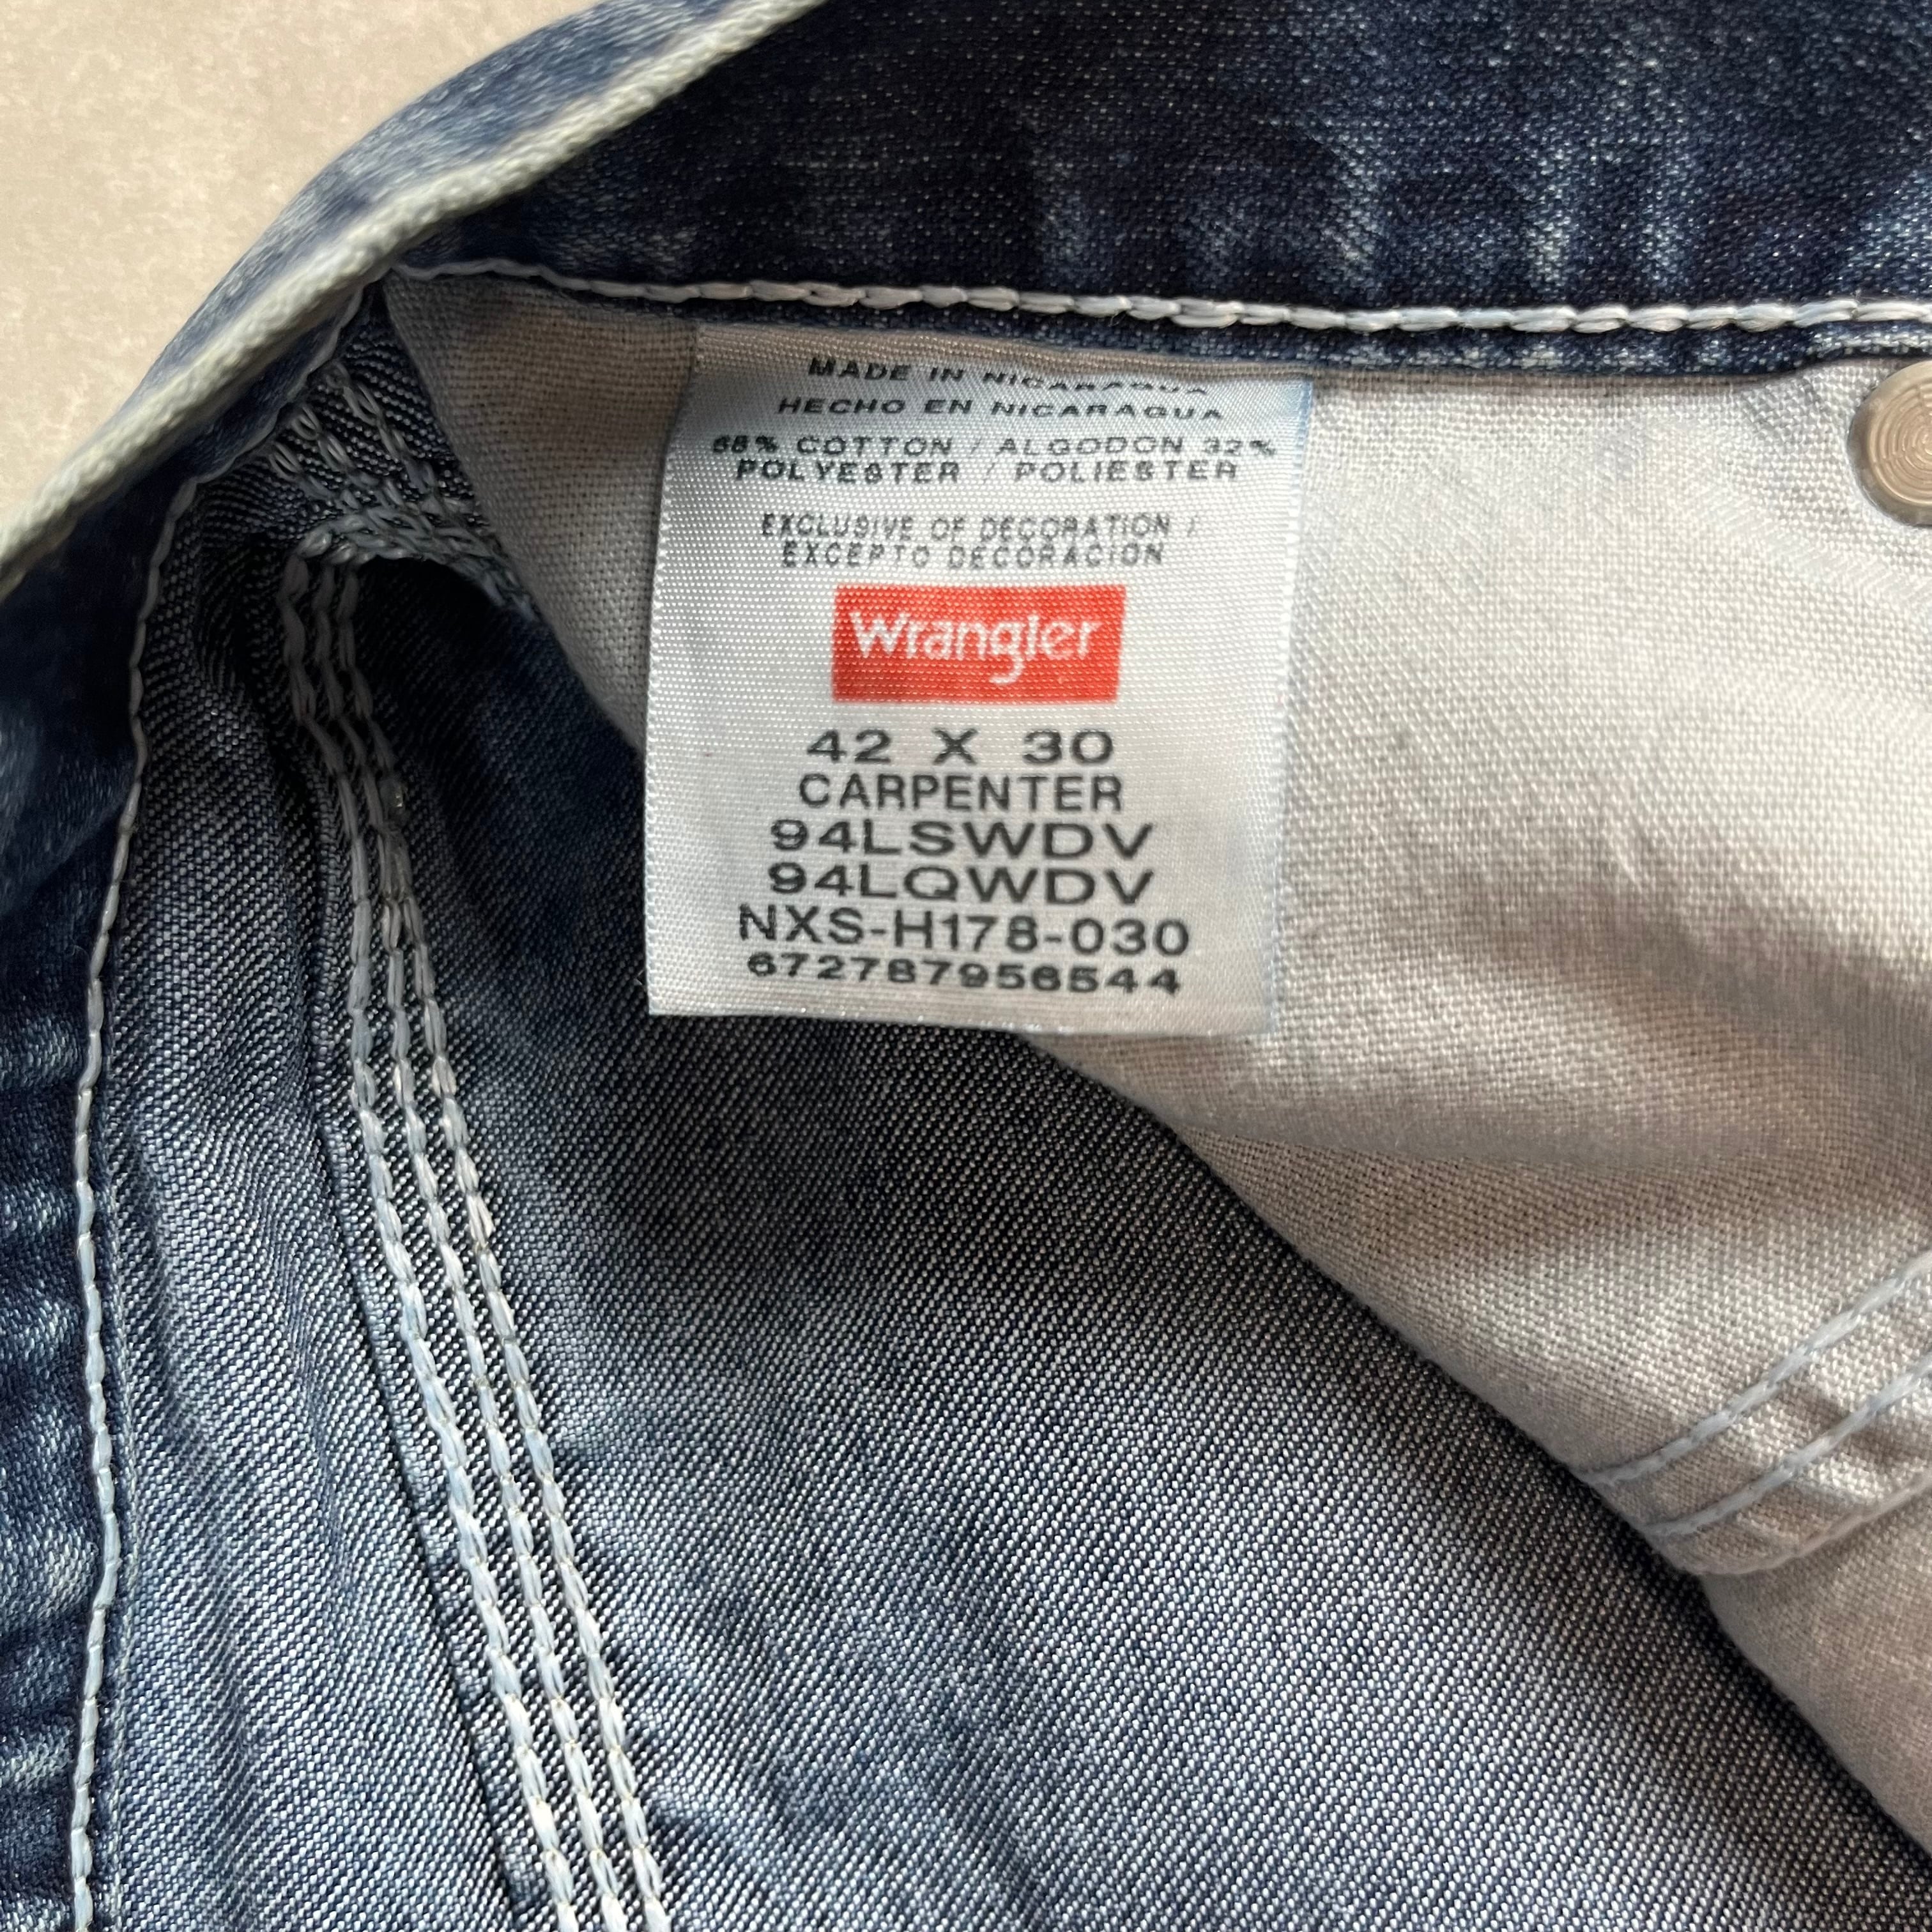 MADE IN NICARAGUA
HECHO EN NICARAGUA
68% COTTON / ALGODON 32%
POLYESTER / POLIESTER
EXCLUSIVE OF DECORATION /
EXCEPTO DECORACION
Wrangler
42 X 30
CARPENTER
94LSWDV
94LQWDV
NXS-H178-030
672787956544